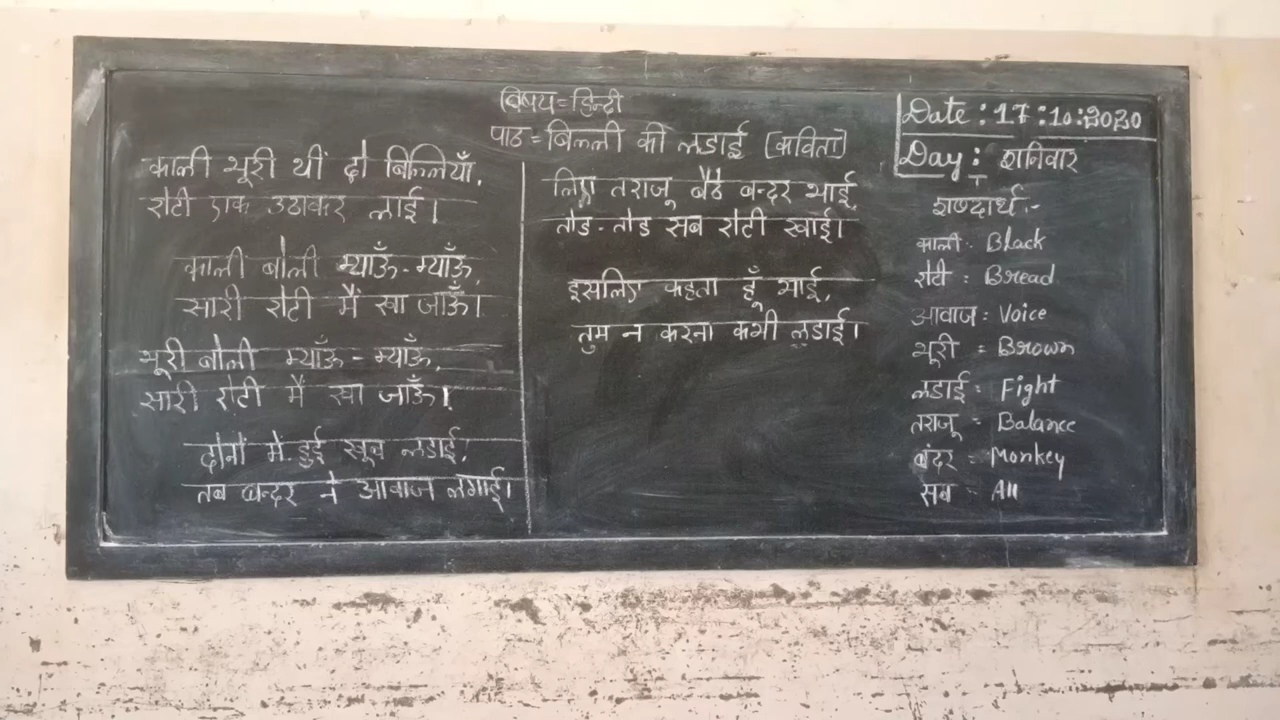 विषय=हिन्दी
पाठ=बिल्ली की लडाई [कविता]
Date : 17 : 10 : 2020
Day : शनिवार
काली भूरी थीं दो बिल्लियाँ,
रोटी एक उठाकर लाई।
काली बोली म्याँऊ-म्याँऊ,
सारी रोटी मैं खा जाऊँ।
भूरी बोली म्याँऊ-म्याँऊ,
सारी रोटी मैं खा जाऊँ।
दोनों में हुई खूब लडाई,
तब बन्दर ने आवाज लगाई।
लिए तराजू बैठे बन्दर भाई,
तोड-तोड सब रोटी खाई।
इसलिए कहता हूँ भाई,
तुम न करना कभी लडाई।
शब्दार्थ:-
काली : Black
रोटी : Bread
आवाज : Voice
भूरी = Brown
लडाई : Fight
तराजू = Balance
बंदर = Monkey
सब = All